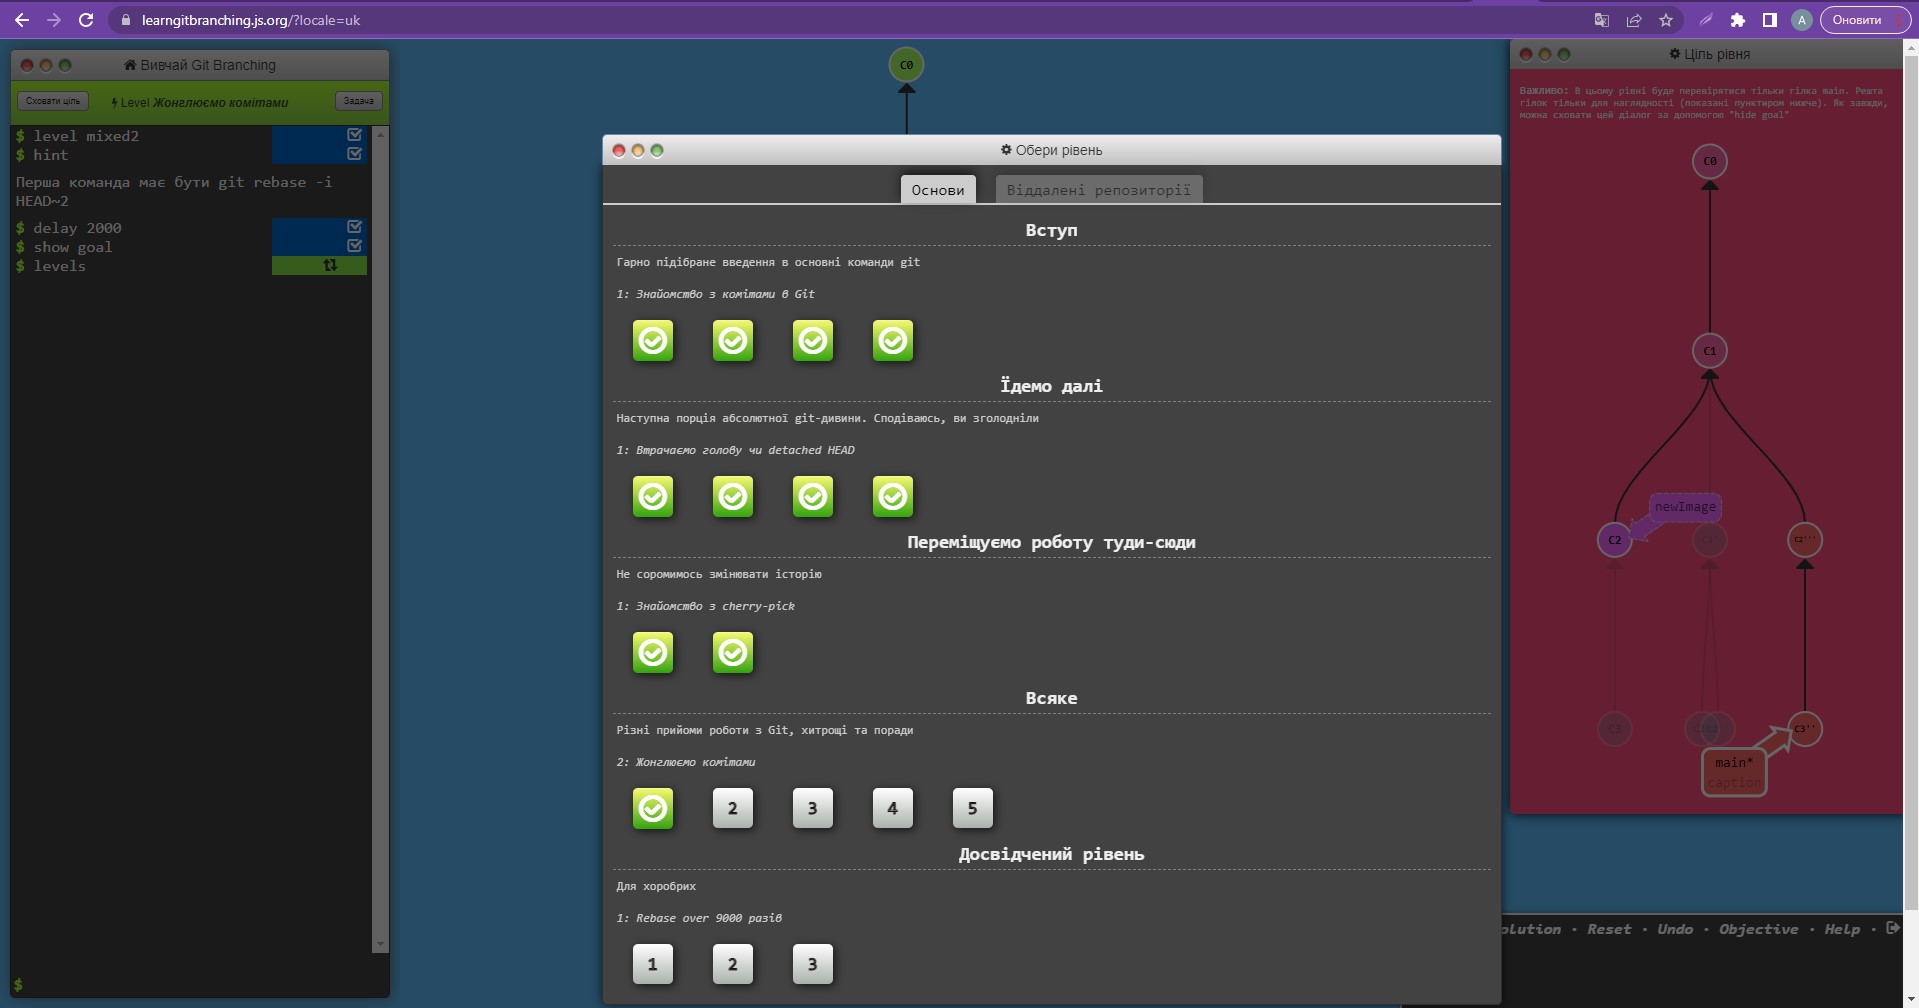 learngitbranching.js.org/?locale=uk
A
Оновити
Вивчай Git Branching
Сховати ціль
Level Жонглюємо комітами
Задача
$ level mixed2
$ hint
Перша команда має бути git rebase -i
HEAD~2
$ delay 2000
$ show goal
$ levels
$
C0
Обери рівень
Основи
Віддалені репозиторії
Вступ
Гарно підібране введення в основні команди git
1: Знайомство з комітами в Git
Їдемо далі
Наступна порція абсолютної git-дивини. Сподіваюсь, ви зголодніли
1: Втрачаємо голову чи detached HEAD
Переміщуємо роботу туди-сюди
Не соромимось змінювати історію
1: Знайомство з cherry-pick
Всяке
Різні прийоми роботи з Git, хитрощі та поради
2: Жонглюємо комітами
2 3 4 5
Досвідчений рівень
Для хоробрих
1: Rebase over 9000 разів
1 2 3
Ціль рівня
Важливо: В цьому рівні буде перевірятися тільки гілка main. Решта
гілок тільки для наглядності (показані пунктиром нижче). Як завжди,
можна сховати цей діалог за допомогою "hide goal"
C0
C1
newImage
C2
C2'''
C3
C3''
main*
caption
olution · Reset · Undo · Objective · Help ·